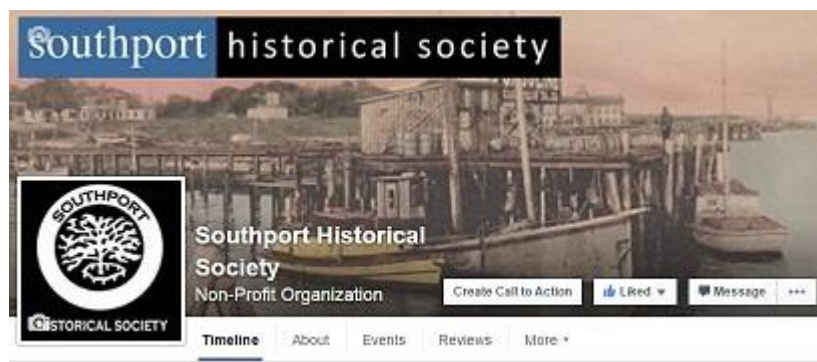 southport historical society
SOUTHPORT
HISTORICAL SOCIETY
Southport Historical
Society
Non-Profit Organization
Create Call to Action
Liked
Message
Timeline
About
Events
Reviews
More